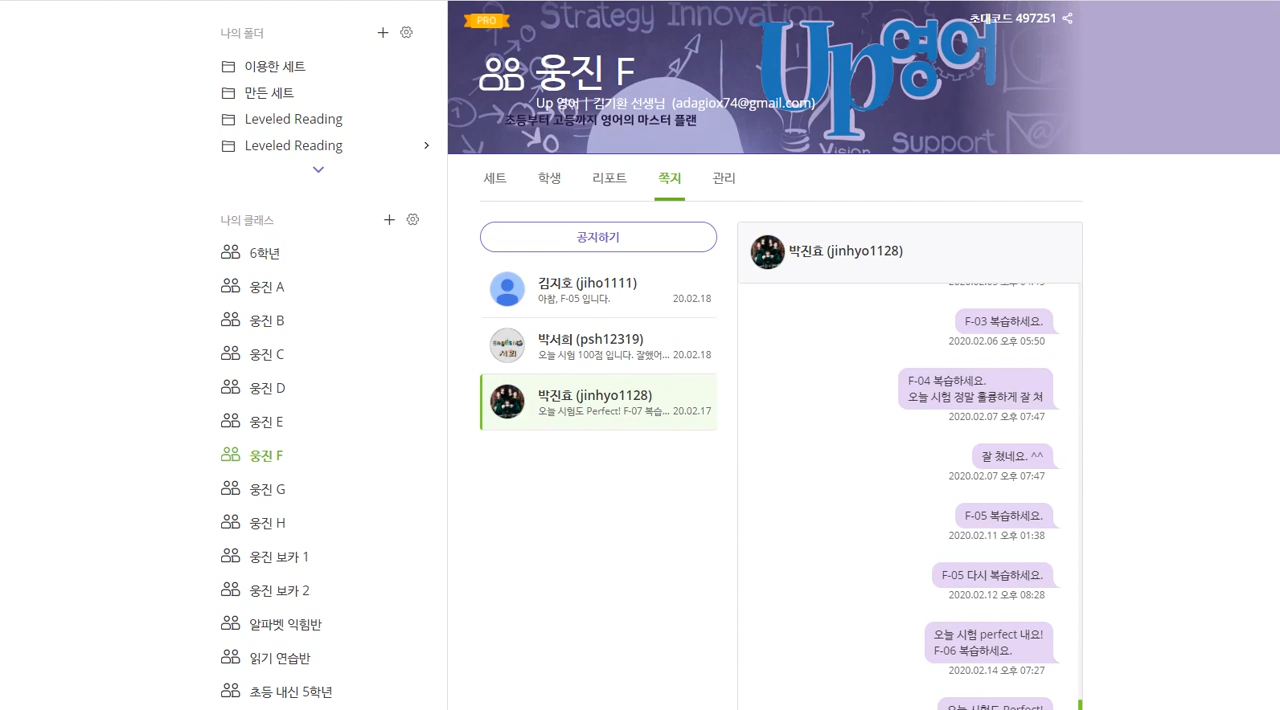 나의 폴더
이용한 세트
만든 세트
Leveled Reading
Leveled Reading
나의 클래스
6학년
웅진 A
웅진 B
웅진 C
웅진 D
웅진 E
웅진 F
웅진 G
웅진 H
웅진 보카 1
웅진 보카 2
알파벳 익힘반
읽기 연습반
초등 내신 5학년
PRO
Strategy Innovation
초대코드 497251
Up영어
웅진 F
Up 영어 | 김기환 선생님 (adagiox74@gmail.com)
초등부터 고등까지 영어의 마스터 플랜
Vision
Support
세트
학생
리포트
쪽지
관리
공지하기
김지호 (jiho1111)
아참, F-05 입니다. 20.02.18
박서희 (psh12319)
오늘 시험 100점 입니다. 잘했어... 20.02.18
박진효 (jinhyo1128)
오늘 시험도 Perfect! F-07 복습... 20.02.17
박진효 (jinhyo1128)
F-03 복습하세요.
2020.02.06 오후 05:50
F-04 복습하세요.
오늘 시험 정말 훌륭하게 잘 쳐
2020.02.07 오후 07:47
잘 쳤네요. ^^
2020.02.07 오후 07:47
F-05 복습하세요.
2020.02.11 오후 01:38
F-05 다시 복습하세요.
2020.02.12 오후 08:28
오늘 시험 perfect 내요!
F-06 복습하세요.
2020.02.14 오후 07:27
오늘 시험도 Perfect!